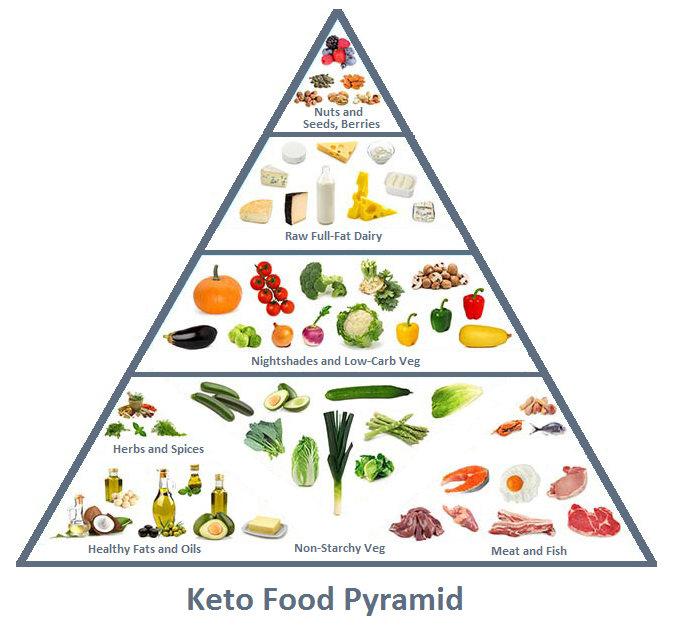 Nuts and
Seeds, Berries
Raw Full-Fat Dairy
Nightshades and Low-Carb Veg
Herbs and Spices
Healthy Fats and Oils
Non-Starchy Veg
Meat and Fish
Keto Food Pyramid